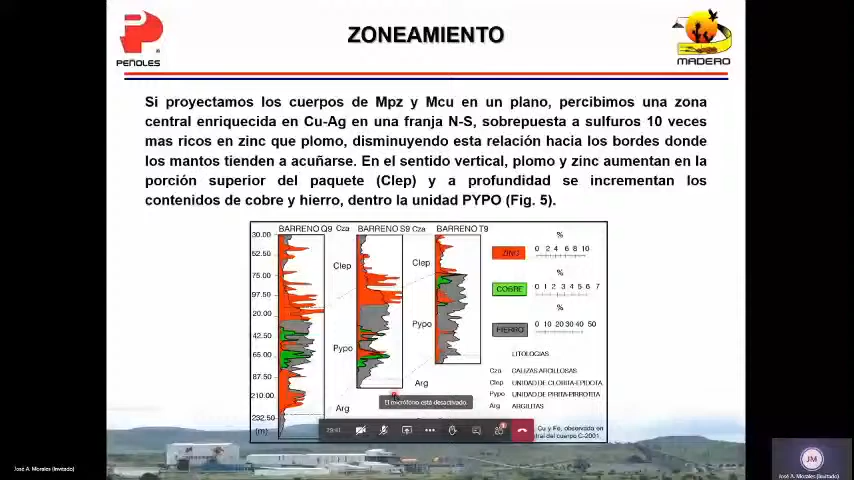 ZONEAMIENTO
PEÑOLES
MADERO
Si proyectamos los cuerpos de Mpz y Mcu en un plano, percibimos una zona
central enriquecida en Cu-Ag en una franja N-S, sobrepuesta a sulfuros 10 veces
mas ricos en zinc que plomo, disminuyendo esta relación hacia los bordes donde
los mantos tienden a acuñarse. En el sentido vertical, plomo y zinc aumentan en la
porción superior del paquete (Clep) y a profundidad se incrementan los
contenidos de cobre y hierro, dentro la unidad PYPO (Fig. 5).
BARRENO Q9 Cza BARRENO S9 Cza BARRENO T9
30.00
52.50
75.00
97.50
20.00
42.50
65.00
87.50
210.00
232.50
(m)
Clep
Pypo
Arg
Clep
Pypo
Arg
%
ZINC 0 2 4 6 8 10
%
COBRE 0 1 2 3 4 5 6 7
%
HIERRO 0 10 20 30 40 50
LITOLOGIAS
Cza CALIZAS ARCILLOSAS
Clep UNIDAD DE CLORITA-EPIDOTA
Pypo UNIDAD DE PIRITA-PIRROTITA
Arg ARGILITAS
El micrófono está desactivado.
Cu y Fe, observada en
tral del cuerpo C-2001.
José A. Morales (Invitado)
JM
José A. Morales (Invitado)